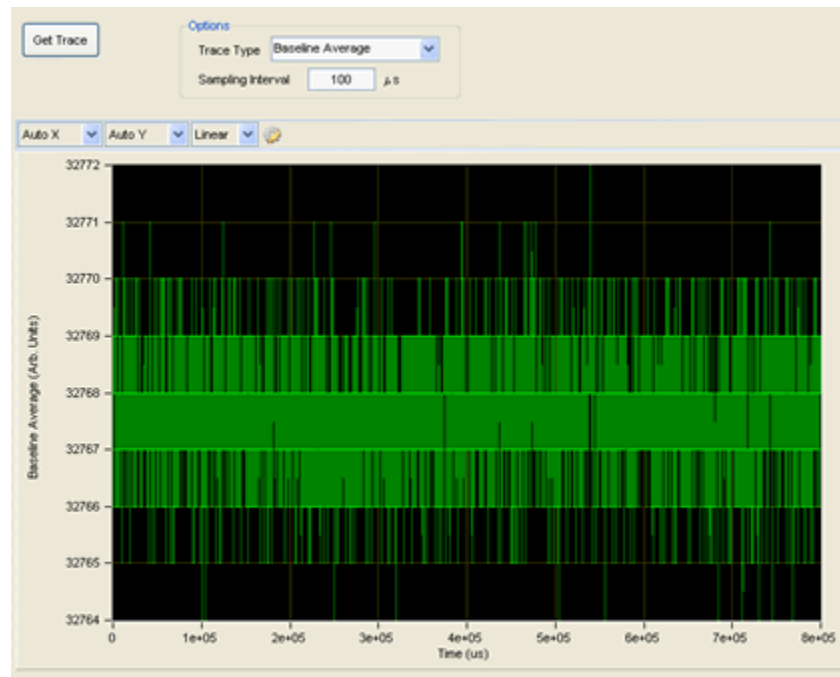 Get Trace
Options
Trace Type Baseline Average
Sampling Interval 100 μs
Auto X Auto Y Linear
32772
32771
32770
32769
32768
32767
32766
32765
32764
Baseline Average (Arb. Units)
0 1e+05 2e+05 3e+05 4e+05 5e+05 6e+05 7e+05 8e+05
Time (us)